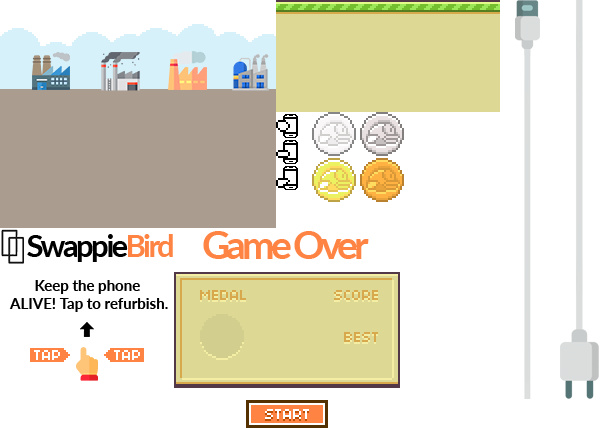 SwappieBird
Game Over
Keep the phone
ALIVE! Tap to refurbish.
TAP TAP
MEDAL SCORE
BEST
START